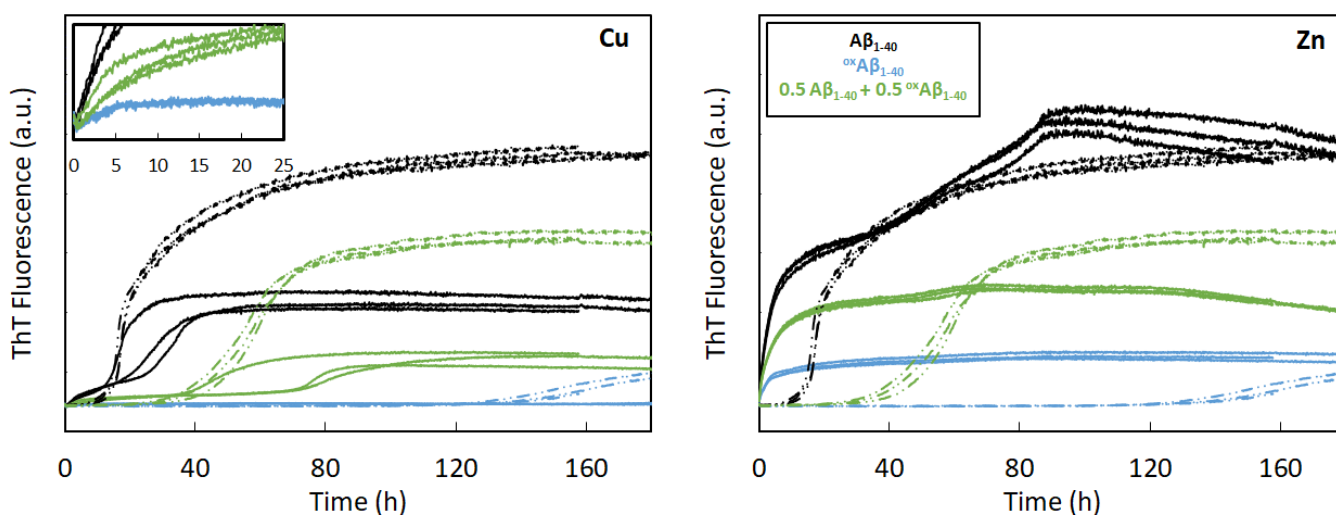 Cu
ThT Fluorescence (a.u.)
0 5 10 15 20 25
0 40 80 120 160
Time (h)
Zn
Aβ1-40
oxAβ1-40
0.5 Aβ1-40 + 0.5 oxAβ1-40
ThT Fluorescence (a.u.)
0 40 80 120 160
Time (h)